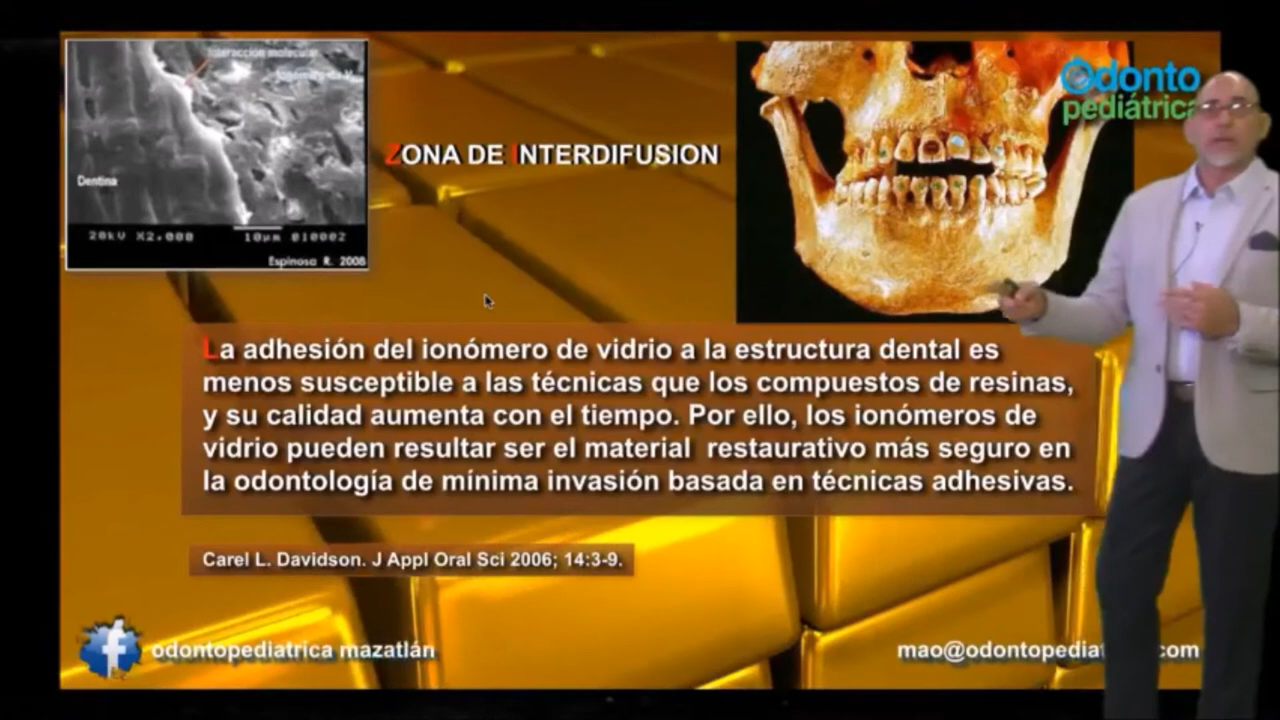 Interacción molecular
Ionómero de V
Dentina
20kV X2,000 10µm 010002
Espinosa R. 2008
ZONA DE INTERDIFUSION
Odonto
pediátrica
La adhesión del ionómero de vidrio a la estructura dental es
menos susceptible a las técnicas que los compuestos de resinas,
y su calidad aumenta con el tiempo. Por ello, los ionómeros de
vidrio pueden resultar ser el material restaurativo más seguro en
la odontología de mínima invasión basada en técnicas adhesivas.
Carel L. Davidson. J Appl Oral Sci 2006; 14:3-9.
f odontopediatrica mazatlán
mao@odontopediat com